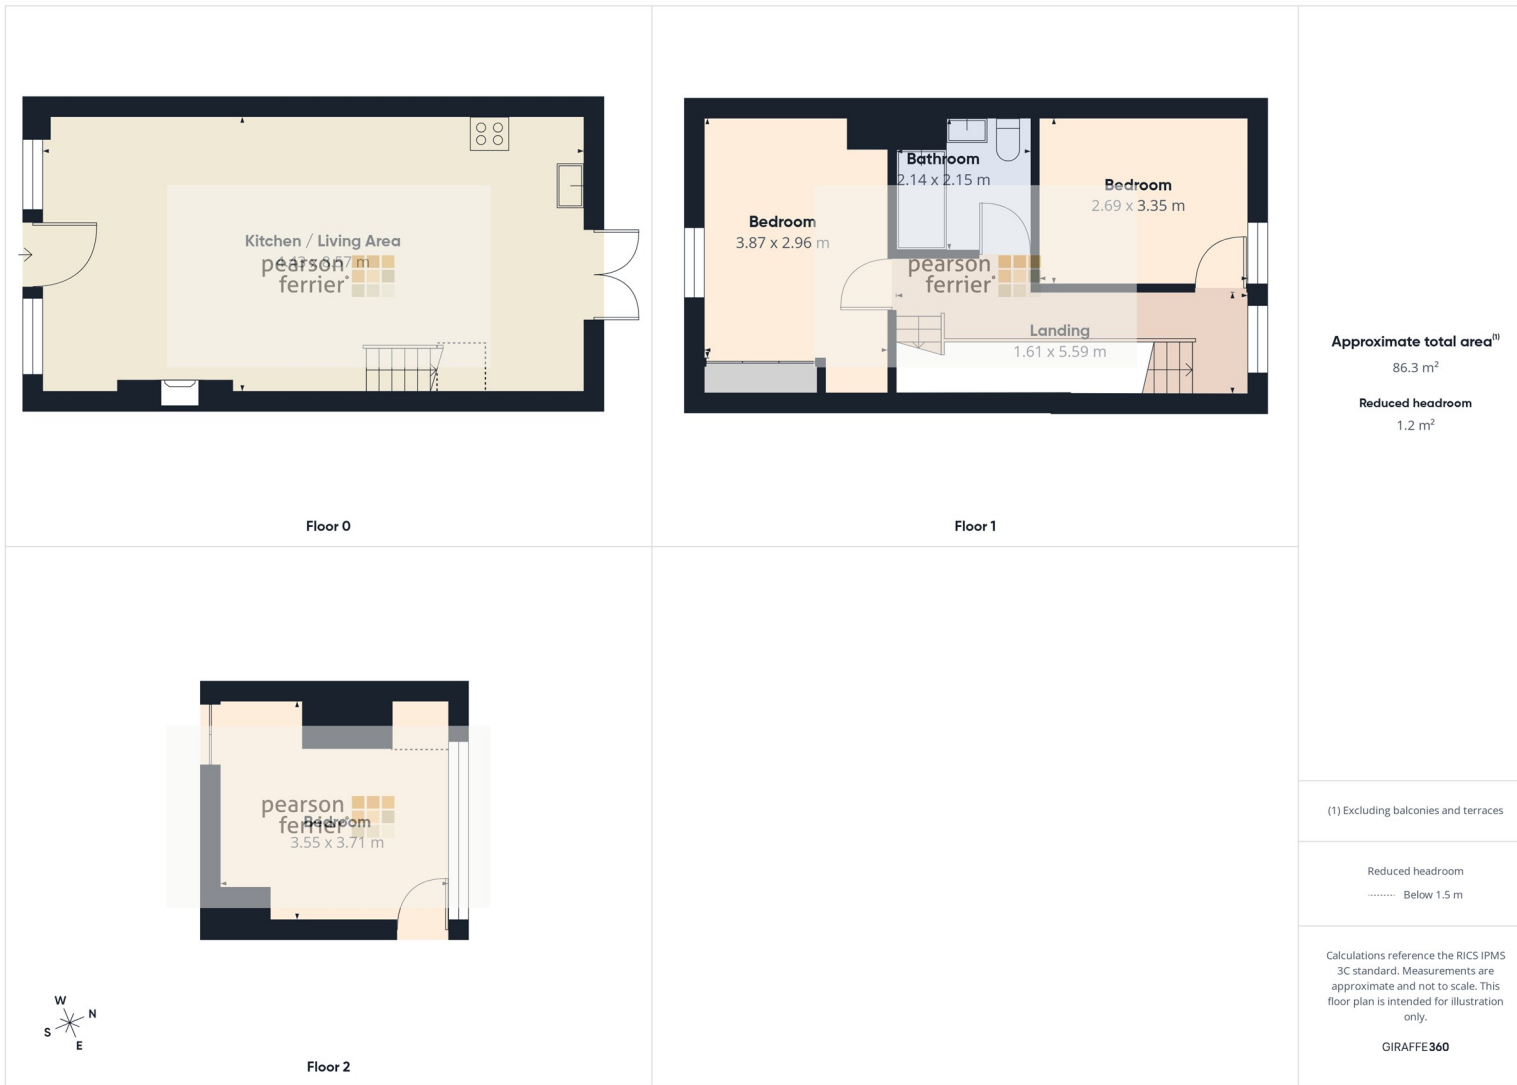 Kitchen / Living Area
4.43 x 8.57 m
pearson
ferrier
Floor 0
Bathroom
2.14 x 2.15 m
Bedroom
2.69 x 3.35 m
Bedroom
3.87 x 2.96 m
pearson
ferrier
Landing
1.61 x 5.59 m
Floor 1
Approximate total area(1)
86.3 m²
Reduced headroom
1.2 m²
pearson
ferrier
Bedroom
3.55 x 3.71 m
W
N
S
E
Floor 2
(1) Excluding balconies and terraces
Reduced headroom
Below 1.5 m
Calculations reference the RICS IPMS
3C standard. Measurements are
approximate and not to scale. This
floor plan is intended for illustration
only.
GIRAFFE360